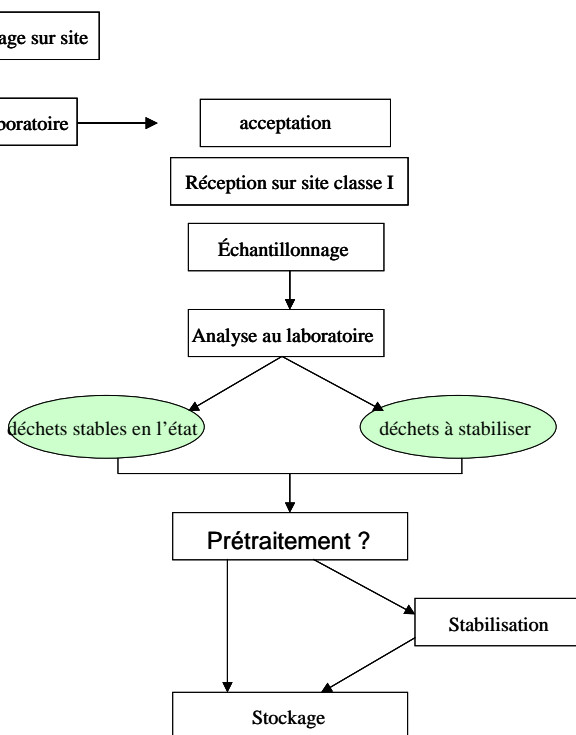 age sur site
boratoire
acceptation
Réception sur site classe I
Échantillonnage
Analyse au laboratoire
déchets stables en l'état
déchets à stabiliser
Prétraitement ?
Stabilisation
Stockage